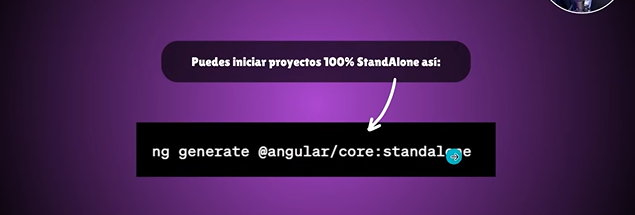 Puedes iniciar proyectos 100% StandAlone así:
ng generate @angular/core:standalone